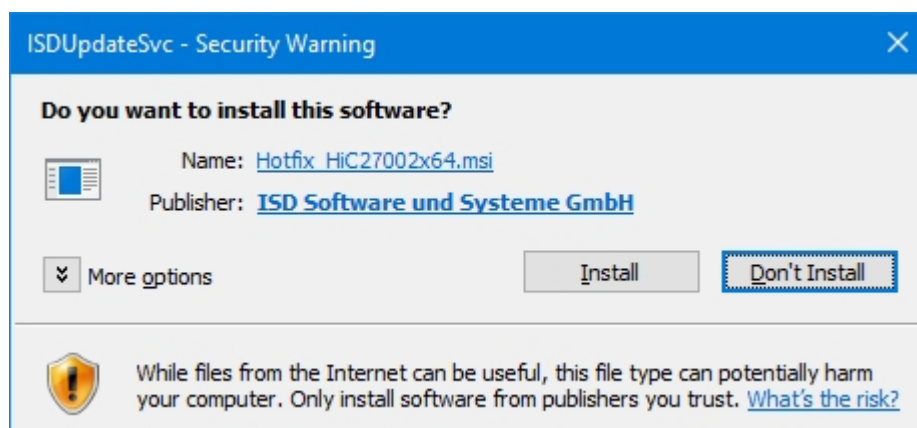 ISDUpdateSvc - Security Warning
Do you want to install this software?
Name: Hotfix_HiC27002x64.msi
Publisher: ISD Software und Systeme GmbH
More options
Install
Don't Install
While files from the Internet can be useful, this file type can potentially harm
your computer. Only install software from publishers you trust. What's the risk?